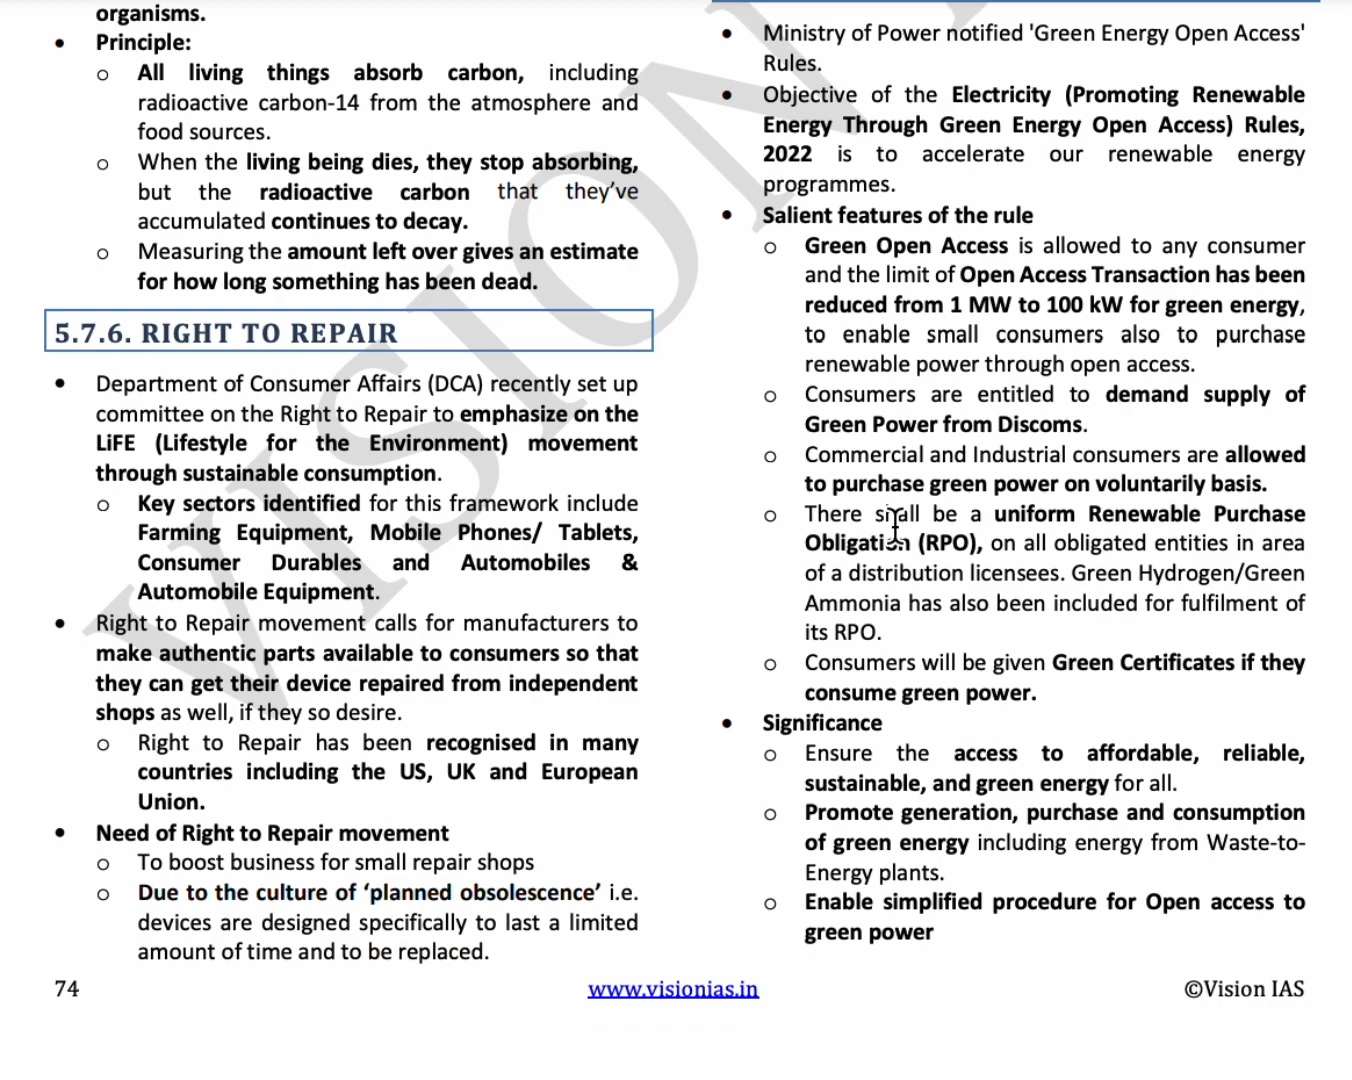 organisms.
• Principle:
o All living things absorb carbon, including
radioactive carbon-14 from the atmosphere and
food sources.
o When the living being dies, they stop absorbing,
but the radioactive carbon that they've
accumulated continues to decay.
o Measuring the amount left over gives an estimate
for how long something has been dead.
5.7.6. RIGHT TO REPAIR
• Department of Consumer Affairs (DCA) recently set up
committee on the Right to Repair to emphasize on the
LiFE (Lifestyle for the Environment) movement
through sustainable consumption.
o Key sectors identified for this framework include
Farming Equipment, Mobile Phones/ Tablets,
Consumer Durables and Automobiles &
Automobile Equipment.
• Right to Repair movement calls for manufacturers to
make authentic parts available to consumers so that
they can get their device repaired from independent
shops as well, if they so desire.
o Right to Repair has been recognised in many
countries including the US, UK and European
Union.
• Need of Right to Repair movement
o To boost business for small repair shops
o Due to the culture of ‘planned obsolescence’ i.e.
devices are designed specifically to last a limited
amount of time and to be replaced.
• Ministry of Power notified 'Green Energy Open Access'
Rules.
• Objective of the Electricity (Promoting Renewable
Energy Through Green Energy Open Access) Rules,
2022 is to accelerate our renewable energy
programmes.
• Salient features of the rule
o Green Open Access is allowed to any consumer
and the limit of Open Access Transaction has been
reduced from 1 MW to 100 kW for green energy,
to enable small consumers also to purchase
renewable power through open access.
o Consumers are entitled to demand supply of
Green Power from Discoms.
o Commercial and Industrial consumers are allowed
to purchase green power on voluntarily basis.
o There shall be a uniform Renewable Purchase
Obligation (RPO), on all obligated entities in area
of a distribution licensees. Green Hydrogen/Green
Ammonia has also been included for fulfilment of
its RPO.
o Consumers will be given Green Certificates if they
consume green power.
• Significance
o Ensure the access to affordable, reliable,
sustainable, and green energy for all.
o Promote generation, purchase and consumption
of green energy including energy from Waste-to-
Energy plants.
o Enable simplified procedure for Open access to
green power
74
www.visionias.in
©Vision IAS
VISION